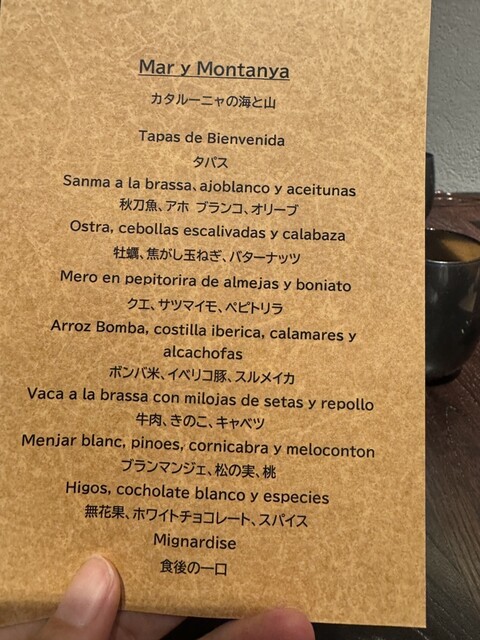 Mar y Montanya
カタルーニャの海と山
Tapas de Bienvenida
タパス
Sanma a la brassa、ajoblanco y aceitunas
秋刀魚、アホ ブランコ、オリーブ
Ostra, cebollas escalivadas y calabaza
牡蠣、焦がし玉ねぎ、バターナッツ
Mero en pepitorira de almejas y boniato
クエ、サツマイモ、ペピトリラ
Arroz Bomba, costilla iberica, calamares y
alcachofas
ボンバ米、イベリコ豚、スルメイカ
Vaca a la brassa con milojas de setas y repollo
牛肉、きのこ、キャベツ
Menjar blanc, pinoes, cornicabra y meloconton
ブランマンジェ、松の実、桃
Higos, cocholate blanco y especies
無花果、ホワイトチョコレート、スパイス
Mignardise
食後の一口